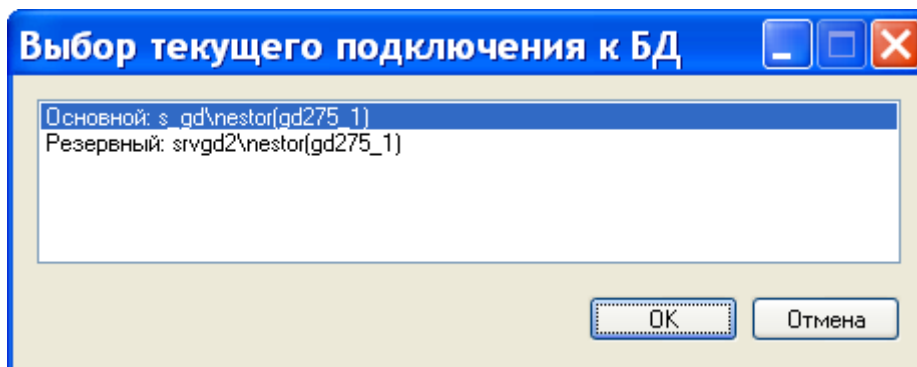 Выбор текущего подключения к БД
Основной: s_gd\nestor(gd275_1)
Резервный: srvgd2\nestor(gd275_1)
OK
Отмена